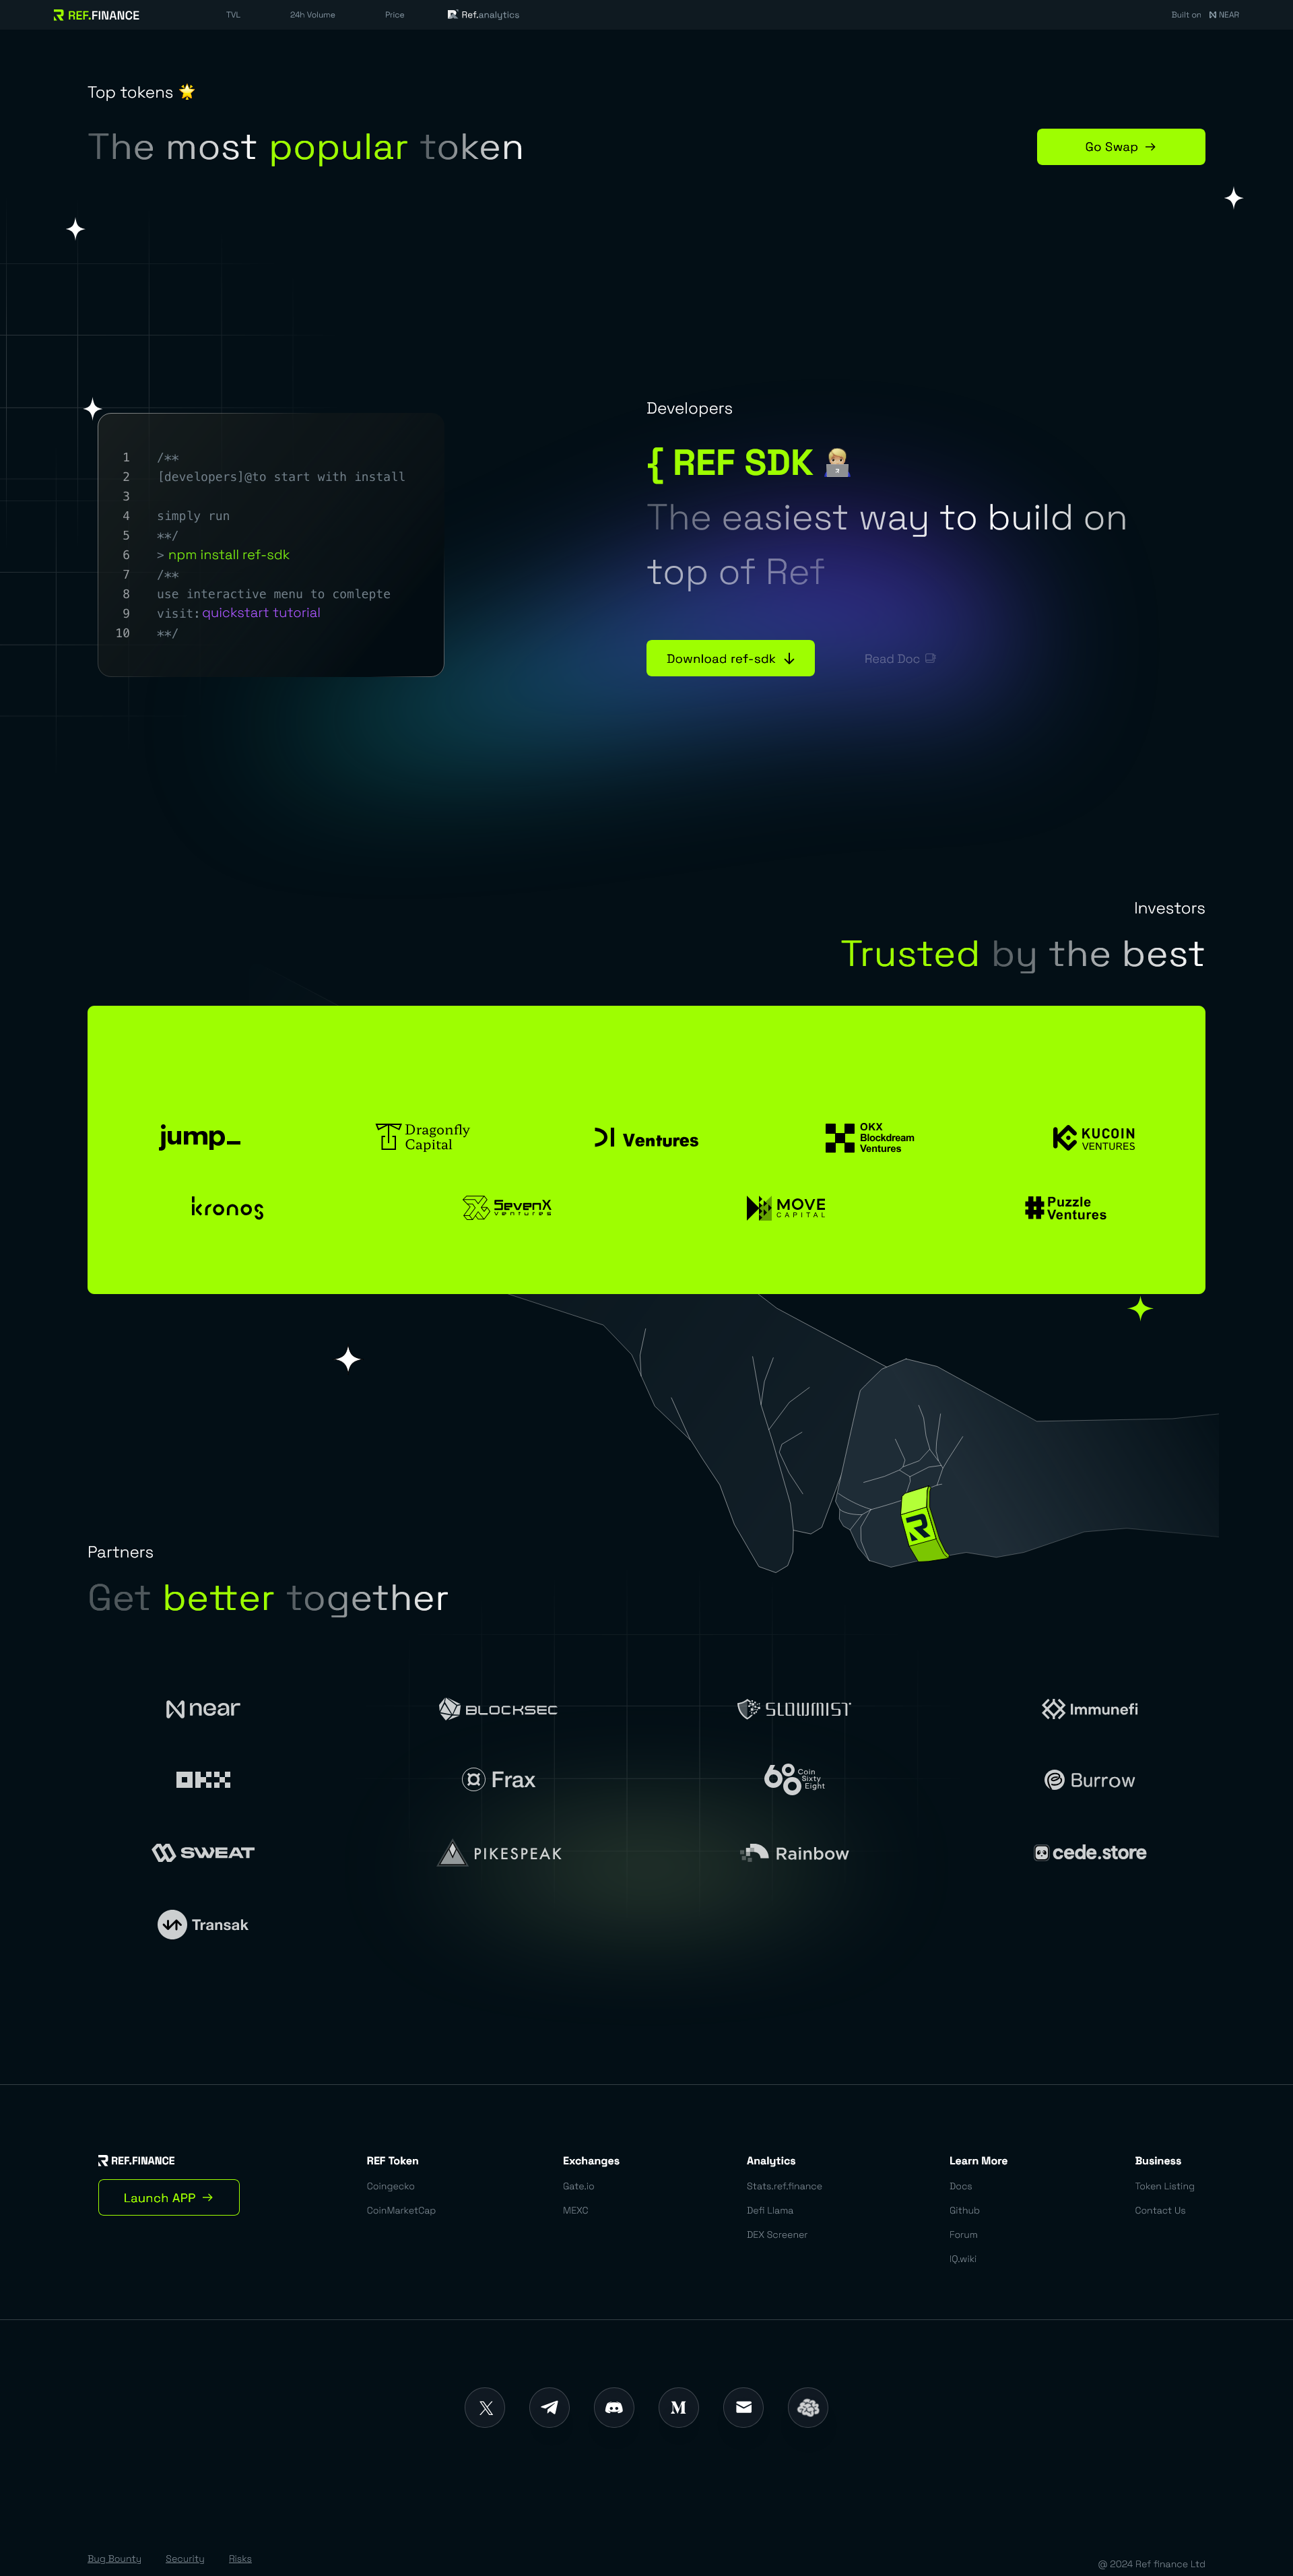 REF.FINANCE
TVL
24h Volume
Price
Ref.analytics
Built on NEAR
Top tokens
The most popular token
Go Swap →
1 /**
2 [developers]@to start with install
3
4 simply run
5 **/
6 > npm install ref-sdk
7 /**
8 use interactive menu to comlepte
9 visit: quickstart tutorial
10 **/
Developers
{ REF SDK
The easiest way to build on
top of Ref
Download ref-sdk ↓
Read Doc
Investors
Trusted by the best
jump_
Dragonfly
Capital
Ventures
OKX
Blockdream
Ventures
KUCOIN
VENTURES
kronos
SevenX
ventures
MOVE
CAPITAL
Puzzle
Ventures
Partners
Get better together
near
BLOCKSEC
SLOWMIST
Immunefi
OKX
Frax
68 Coin
Sixty
Eight
Burrow
SWEAT
PIKESPEAK
Rainbow
cede.store
Transak
REF.FINANCE
Launch APP →
REF Token
Coingecko
CoinMarketCap
Exchanges
Gate.io
MEXC
Analytics
Stats.ref.finance
Defi Llama
DEX Screener
Learn More
Docs
Github
Forum
IQ.wiki
Business
Token Listing
Contact Us
Bug Bounty
Security
Risks
@ 2024 Ref finance Ltd